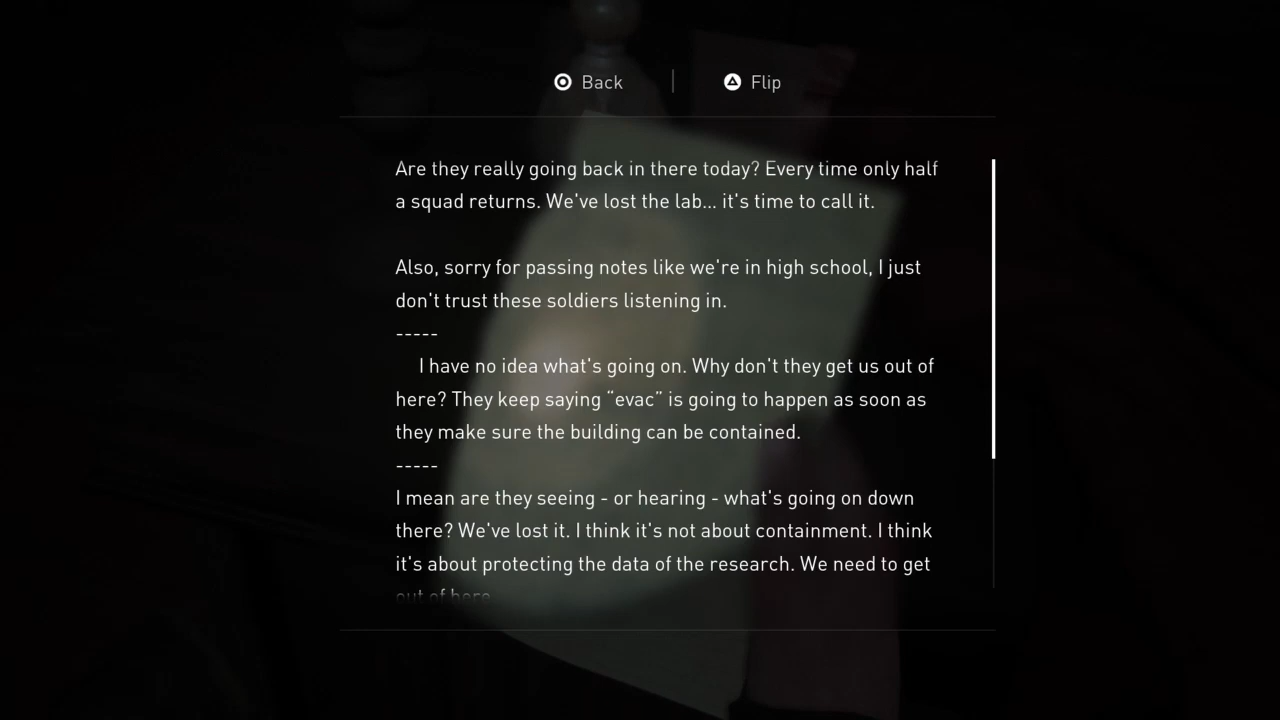 Back
Flip
Are they really going back in there today? Every time only half
a squad returns. We've lost the lab... it's time to call it.
Also, sorry for passing notes like we're in high school, I just
don't trust these soldiers listening in.
-----
I have no idea what's going on. Why don't they get us out of
here? They keep saying “evac” is going to happen as soon as
they make sure the building can be contained.
-----
I mean are they seeing - or hearing - what's going on down
there? We've lost it. I think it's not about containment. I think
it's about protecting the data of the research. We need to get
out of here